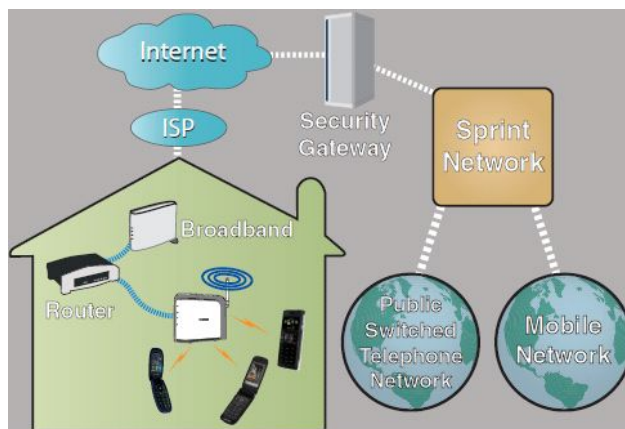 Internet
ISP
Security
Gateway
Sprint
Network
Broadband
Router
Public
Switched
Telephone
Network
Mobile
Network